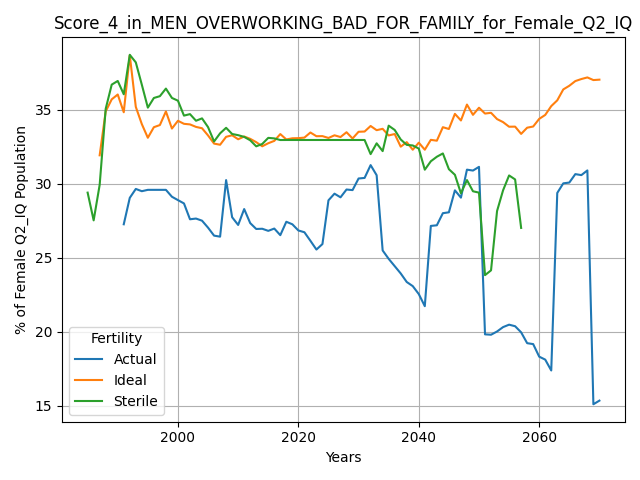 Score_4_in_MEN_OVERWORKING_BAD_FOR_FAMILY_for_Female_Q2_IQ
% of Female Q2_IQ Population
35
30
25
20
15
Fertility
Actual
Ideal
Sterile
2000
2020
2040
2060
Years